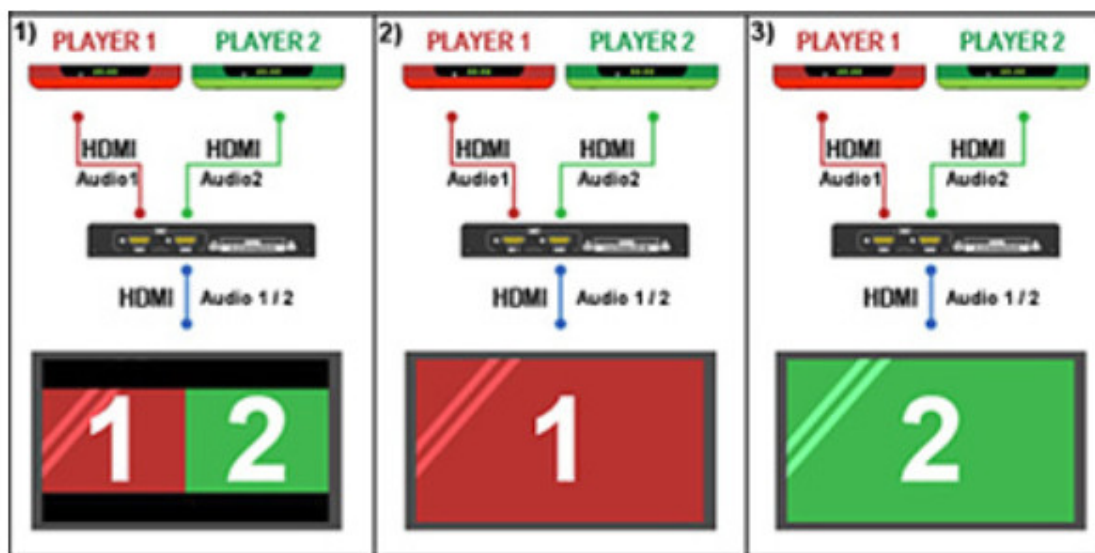 1)
PLAYER 1 PLAYER 2
HDMI HDMI
Audio1 Audio2
HDMI Audio 1 / 2
1 2
2)
PLAYER 1 PLAYER 2
HDMI HDMI
Audio1 Audio2
HDMI Audio 1 / 2
1
3)
PLAYER 1 PLAYER 2
HDMI HDMI
Audio1 Audio2
HDMI Audio 1 / 2
2